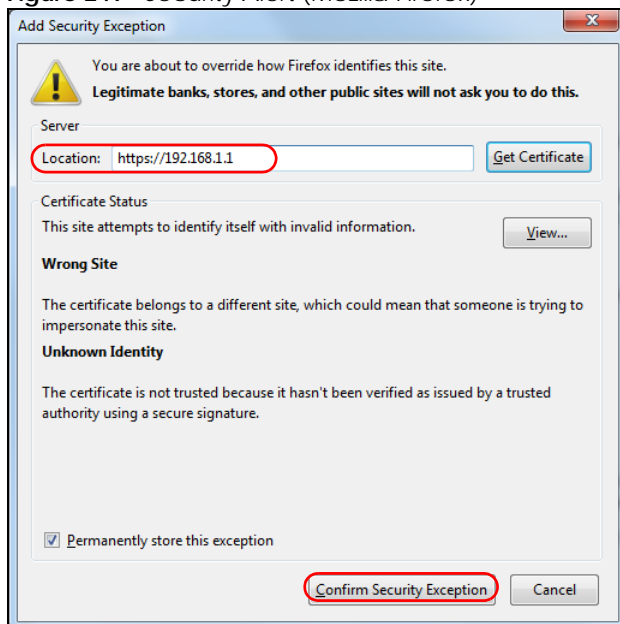 Add Security Exception
You are about to override how Firefox identifies this site.
Legitimate banks, stores, and other public sites will not ask you to do this.
Server
Location: https://192.168.1.1 Get Certificate
Certificate Status
This site attempts to identify itself with invalid information. View...
Wrong Site
The certificate belongs to a different site, which could mean that someone is trying to
impersonate this site.
Unknown Identity
The certificate is not trusted because it hasn't been verified as issued by a trusted
authority using a secure signature.
Permanently store this exception
Confirm Security Exception Cancel